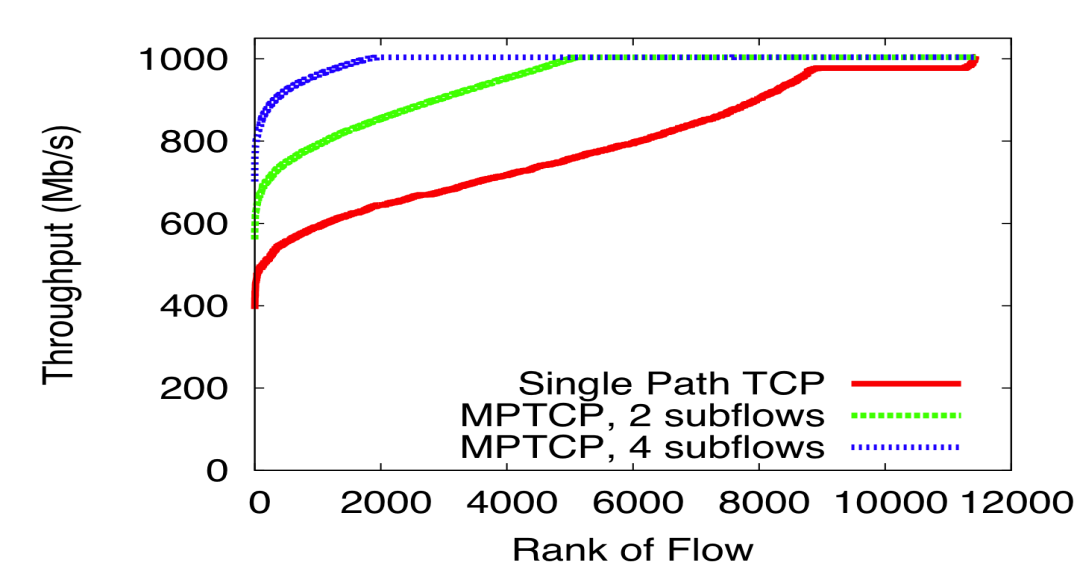 1000
800
600
400
200
0
Throughput (Mb/s)
Single Path TCP
MPTCP, 2 subflows
MPTCP, 4 subflows
0 2000 4000 6000 8000 10000 12000
Rank of Flow